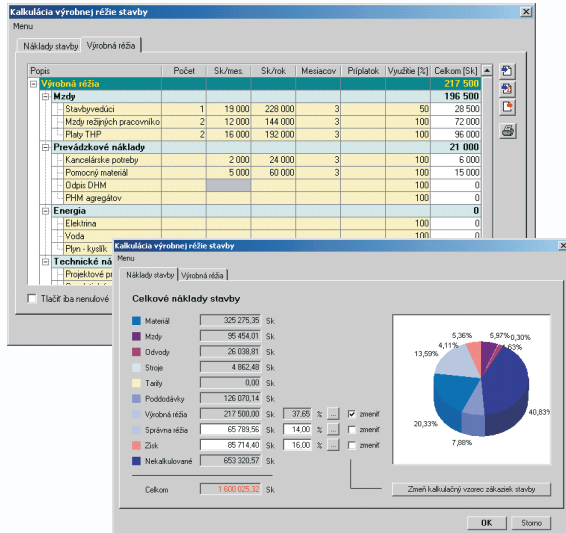 Kalkulácia výrobnej réžie stavby
Menu
Náklady stavby Výrobná réžia
Popis Počet Sk/mes. Sk/rok Mesiacov Príplatok Využitie [%] Celkom [Sk]
Výrobná réžia 217 500
Mzdy 196 500
Stavbyvedúci 1 19 000 228 000 3 50 28 500
Mzdy režijných pracovníko 2 12 000 144 000 3 100 72 000
Platy THP 2 16 000 192 000 3 100 96 000
Prevádzkové náklady 21 000
Kancelárske potreby 2 000 24 000 3 100 6 000
Pomocný materiál 5 000 60 000 3 100 15 000
Odpis DHM 100 0
PHM agregátov 100 0
Energia 0
Elektrina 100 0
Voda 100 0
Plyn - kyslík
Technické ná
Projektové pr
Tlačiť iba nenulové
Kalkulácia výrobnej réžie stavby
Menu
Náklady stavby Výrobná réžia
Celkové náklady stavby
Materiál 325 275,35 Sk
Mzdy 95 454,01 Sk
Odvody 26 038,81 Sk
Stroje 4 862,48 Sk
Tarify 0,00 Sk
Poddodávky 126 070,14 Sk
Výrobná réžia 217 500,00 Sk 37,65 % ... zmeniť
Správna réžia 65 789,56 Sk 14,00 % ... zmeniť
Zisk 85 714,40 Sk 16,00 % ... zmeniť
Nekalkulované 653 320,57 Sk
Celkom 1 600 025,32 Sk
5,36% 5,97% 0,30%
4,11% 1,63%
13,59%
40,83%
20,33%
7,88%
Zmeň kalkulačný vzorec zákaziek stavby
OK Storno